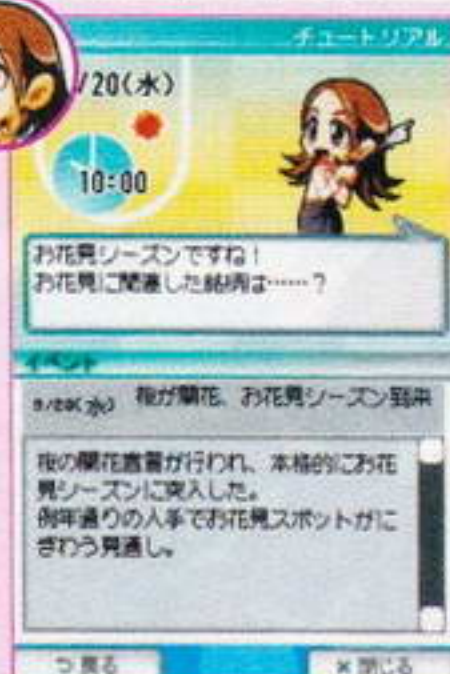 チュートリアル
/20(水)
10:00
お花見シーズンですね！
お花見に関連した銘柄は……？
イベント
3/20(水) 桜が開花、お花見シーズン到来
桜の開花宣言が行われ、本格的にお花
見シーズンに突入した。
例年通りの人手でお花見スポットがに
ぎわう見通し。
戻る
× 閉じる